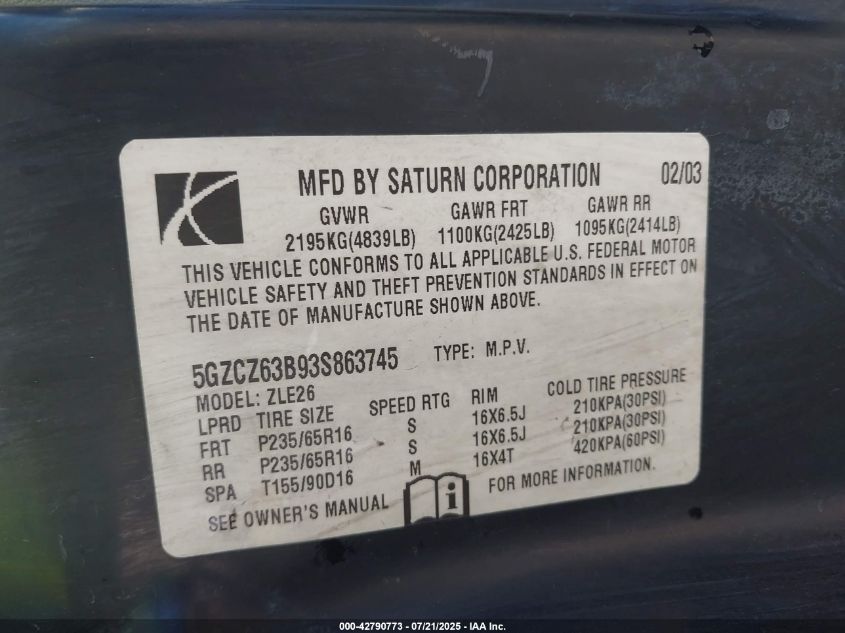 MFD BY SATURN CORPORATION 02/03
GVWR GAWR FRT GAWR RR
2195KG(4839LB) 1100KG(2425LB) 1095KG(2414LB)
THIS VEHICLE CONFORMS TO ALL APPLICABLE U.S. FEDERAL MOTOR
VEHICLE SAFETY AND THEFT PREVENTION STANDARDS IN EFFECT ON
THE DATE OF MANUFACTURE SHOWN ABOVE.
5GZCZ63B93S863745 TYPE: M.P.V.
MODEL: ZLE26
LPRD TIRE SIZE SPEED RTG RIM COLD TIRE PRESSURE
FRT P235/65R16 S 16X6.5J 210KPA(30PSI)
RR P235/65R16 S 16X6.5J 210KPA(30PSI)
SPA T155/90D16 M 16X4T 420KPA(60PSI)
SEE OWNER'S MANUAL i FOR MORE INFORMATION.
000-42790773 - 07/21/2025 - IAA Inc.